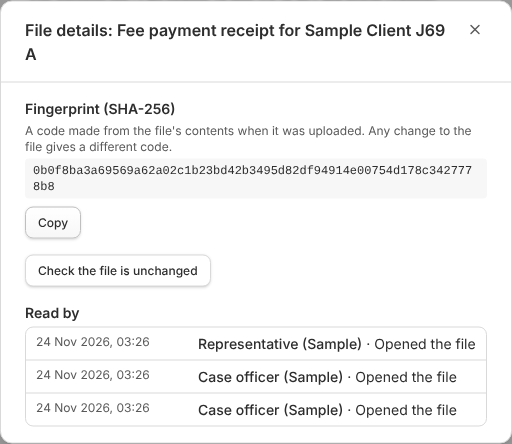 File details: Fee payment receipt for Sample Client J69
A
Fingerprint (SHA-256)
A code made from the file's contents when it was uploaded. Any change to the
file gives a different code.
0b0f8ba3a69569a62a02c1b23bd42b3495d82df94914e00754d178c342777
8b8
Copy
Check the file is unchanged
Read by
24 Nov 2026, 03:26 Representative (Sample) · Opened the file
24 Nov 2026, 03:26 Case officer (Sample) · Opened the file
24 Nov 2026, 03:26 Case officer (Sample) · Opened the file